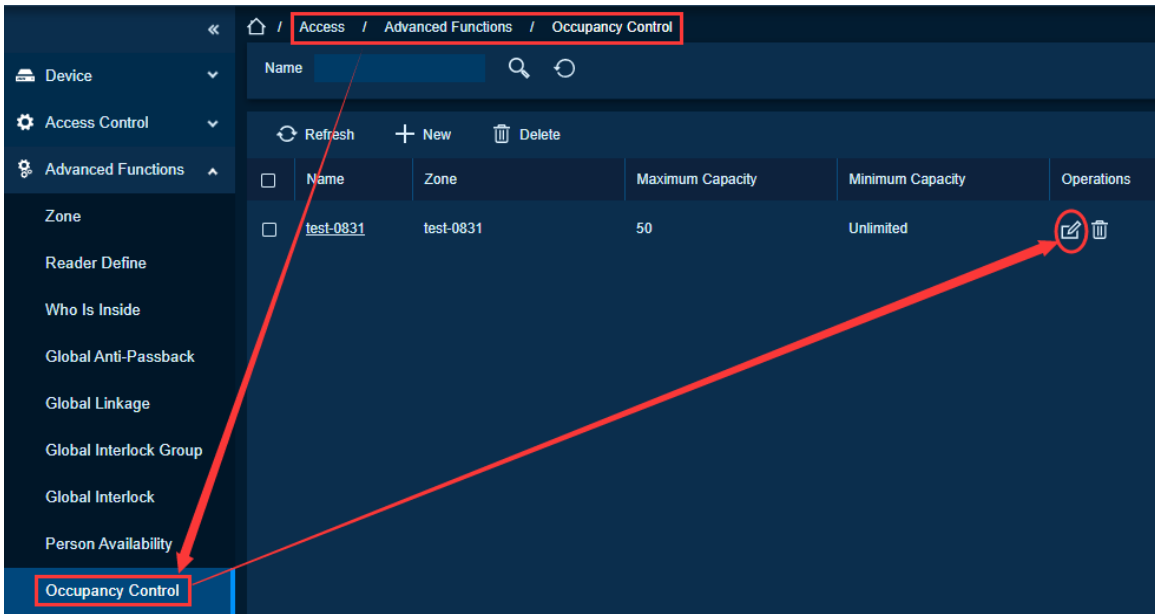 « / Access / Advanced Functions / Occupancy Control
Device
Access Control
Advanced Functions
Zone
Reader Define
Who Is Inside
Global Anti-Passback
Global Linkage
Global Interlock Group
Global Interlock
Person Availability
Occupancy Control
Name
Refresh New Delete
Name Zone Maximum Capacity Minimum Capacity Operations
test-0831 test-0831 50 Unlimited